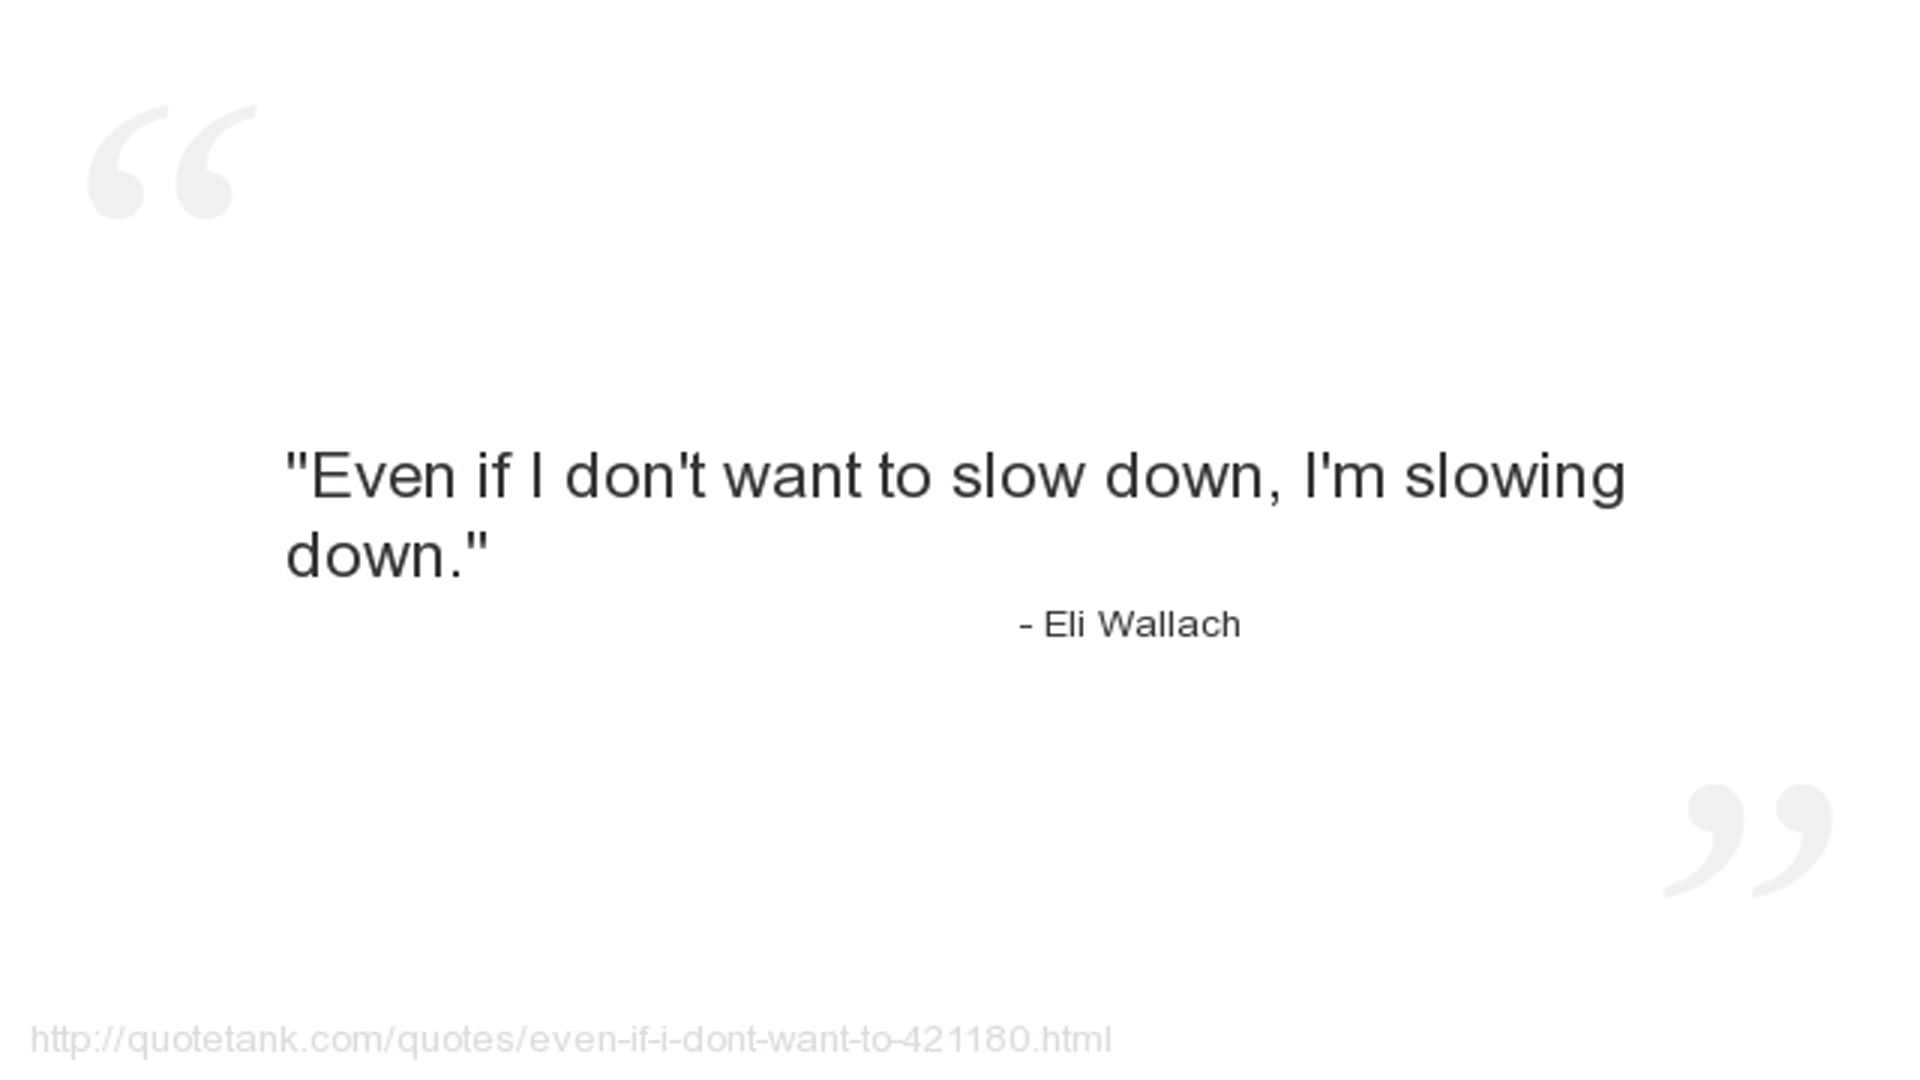 "Even if I don't want to slow down, I'm slowing
down."
- Eli Wallach
http://quotetank.com/quotes/even-if-i-dont-want-to-421180.html